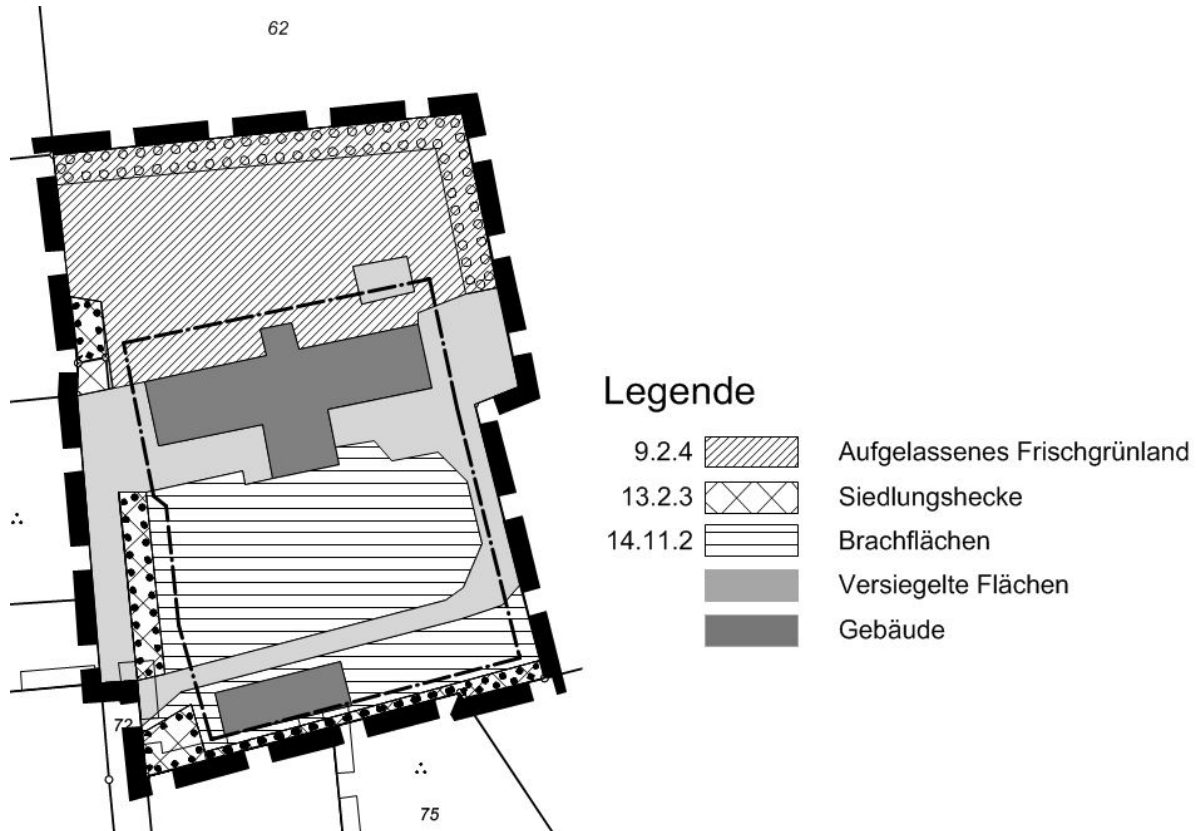 62
Legende
9.2.4 Aufgelassenes Frischgrünland
13.2.3 Siedlungshecke
14.11.2 Brachflächen
Versiegelte Flächen
Gebäude
72
75